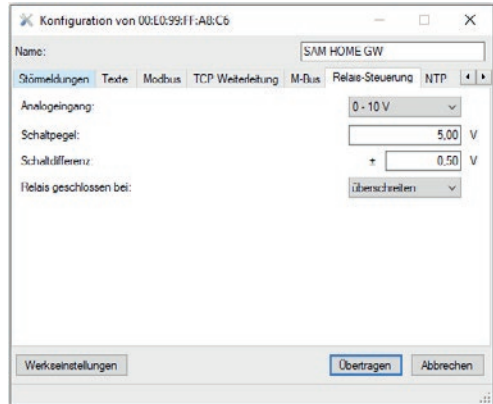 Konfiguration von 00:E0:99:FF:A8:C6
Name: SAM HOME GW
Störmeldungen Texte Modbus TCP Weiterleitung M-Bus Relais-Steuerung NTP
Analogeingang: 0 - 10 V
Schaltpegel: 5,00 V
Schaltdifferenz: ± 0,50 V
Relais geschlossen bei: überschreiten
Werkseinstellungen Übertragen Abbrechen